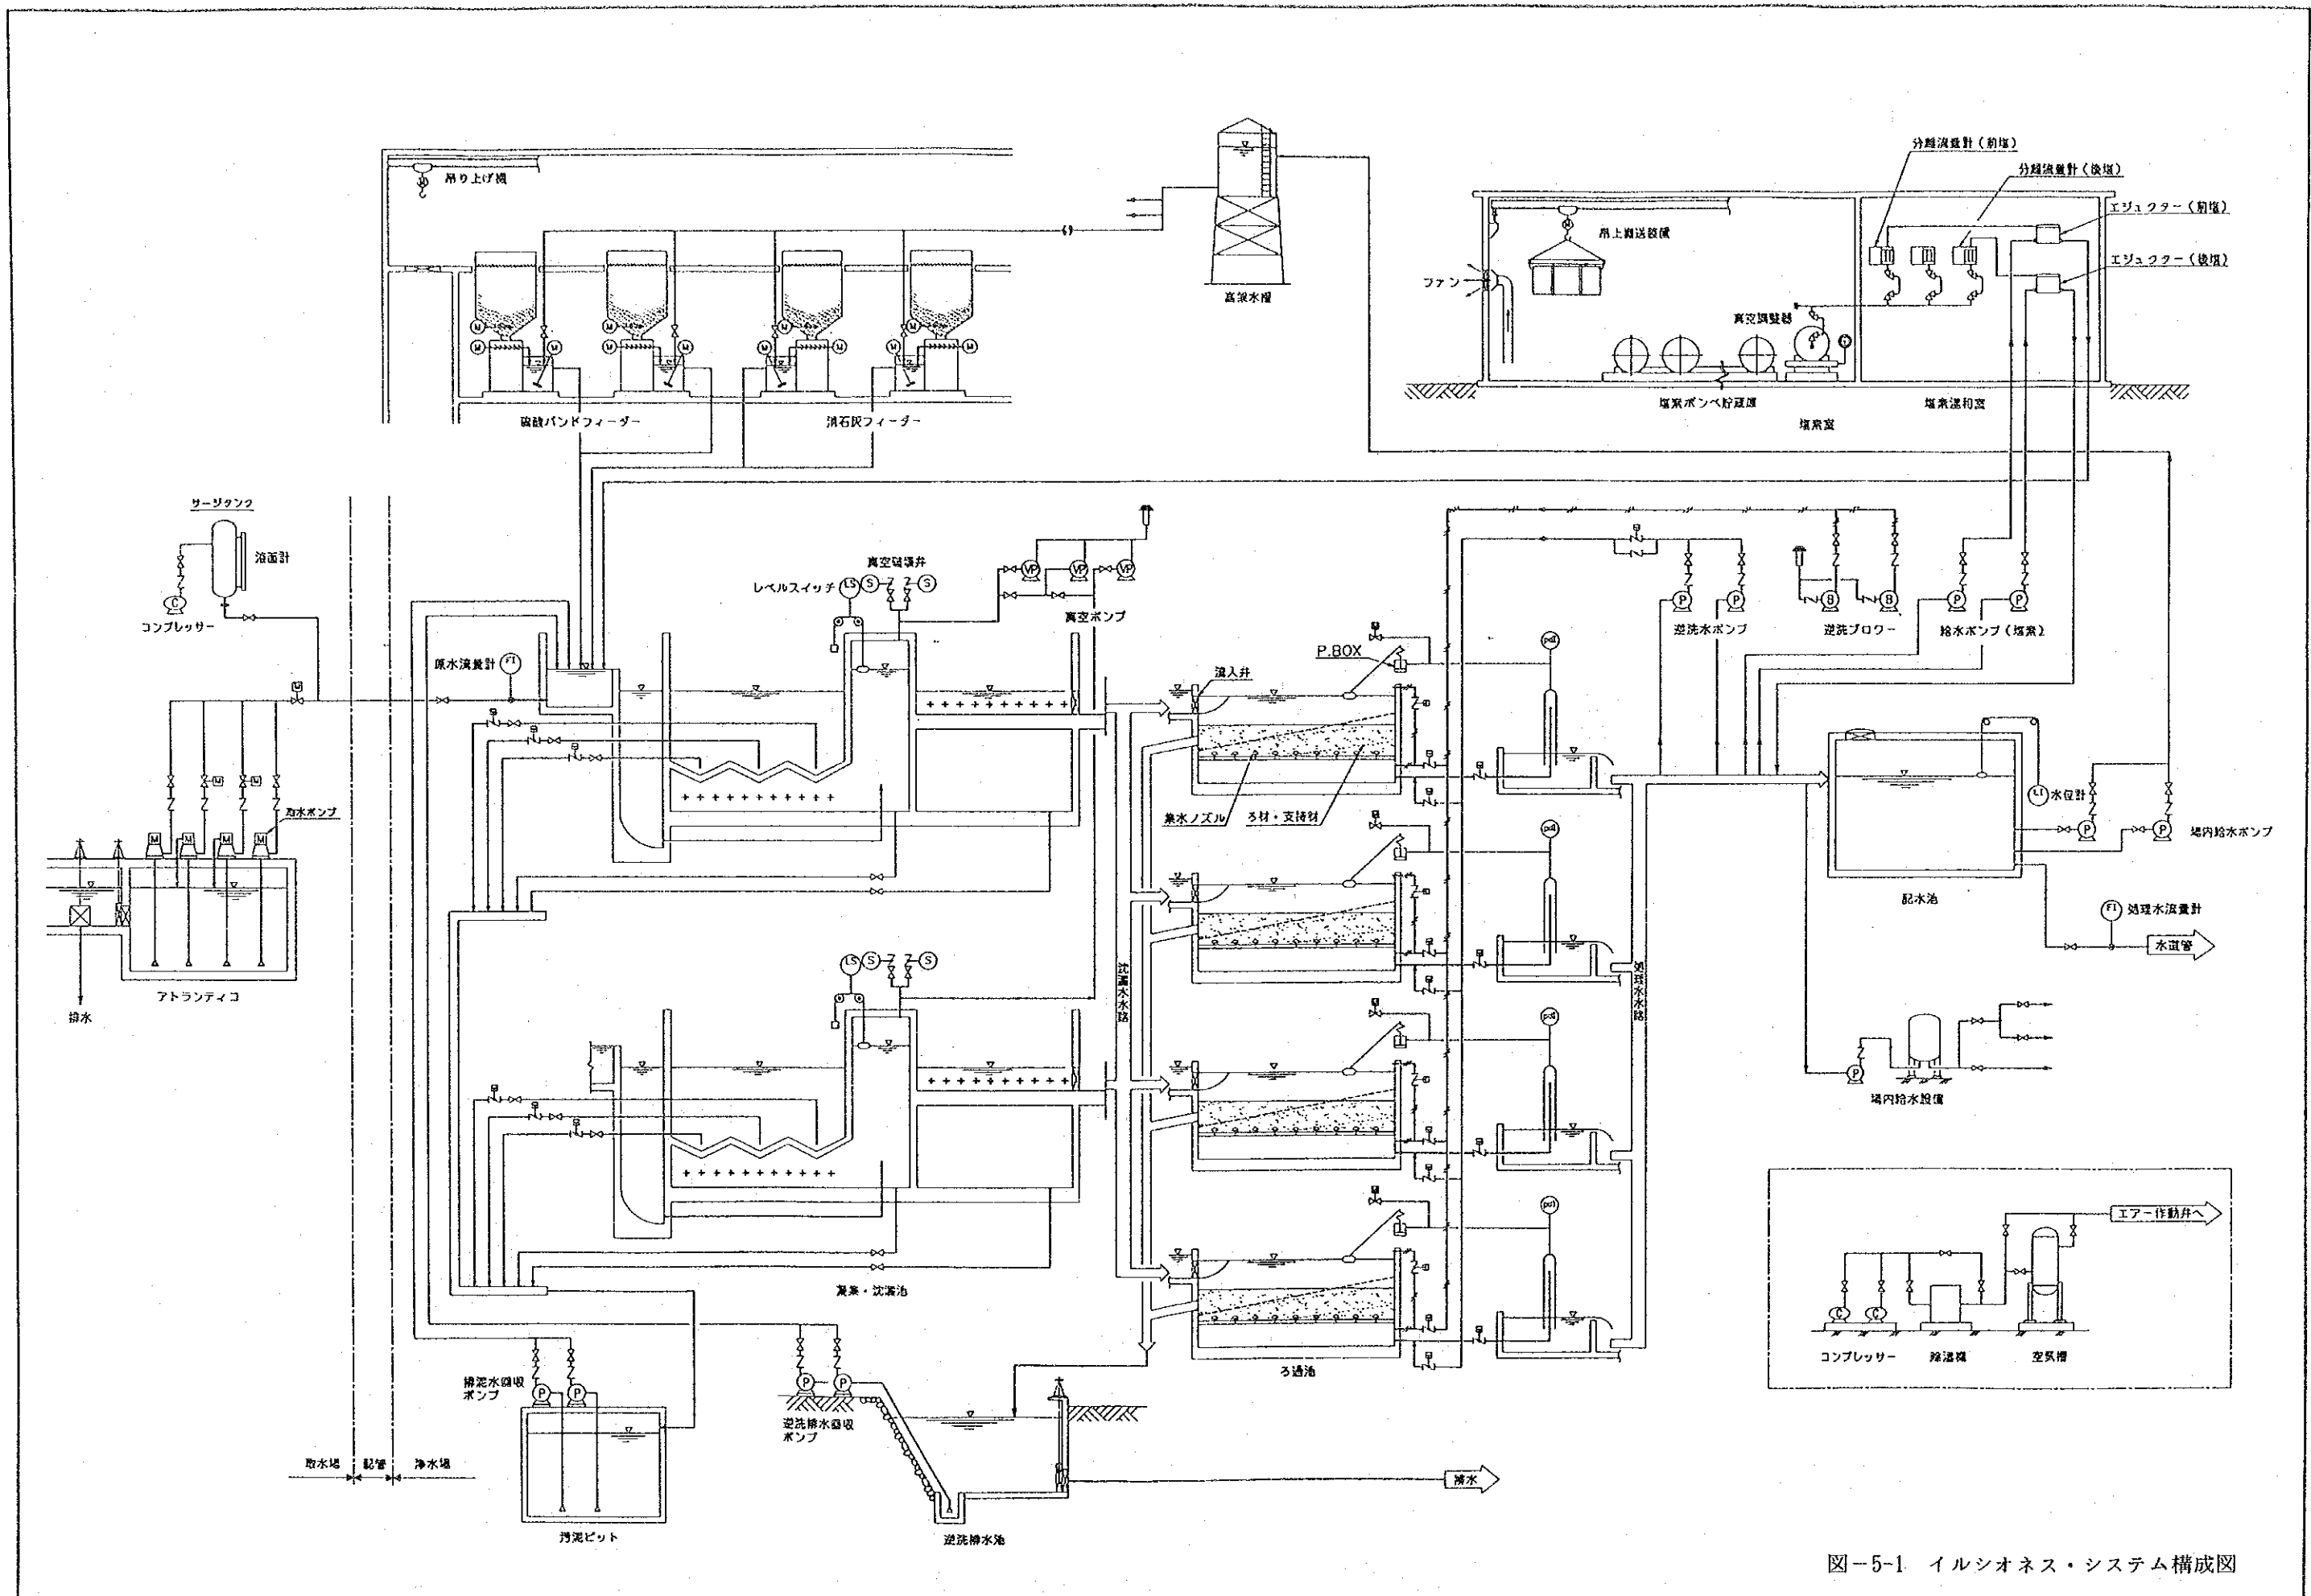 吊り上げ機
硫酸バンドフィーダー
消石灰フィーダー
高架水槽
分離流量計(前塩)
分離流量計(後塩)
エジェクター(前塩)
エジェクター(後塩)
吊上搬送装置
ファン
真空調整器
塩素ボンベ貯蔵庫
塩素滅和室
塩素室
サージタンク
液面計
コンプレッサー
原水流量計
FI
レベルスイッチ
LS
S
S
真空破壊弁
VP
VP
VP
真空ポンプ
取水ポンプ
アトランティコ
排水
P.BOX
流入弁
集水ノズル
ろ材・支持材
逆洗水ポンプ
逆洗ブロワー
給水ポンプ(塩素)
LI
水位計
場内給水ポンプ
配水池
FI
処理水流量計
水道管
場内給水設備
沈澱水水路
処理水水路
LS
S
S
凝集・沈澱池
ろ過池
エアー作動弁へ
コンプレッサー
除湿機
空気槽
排泥水回収
ポンプ
逆洗排水回収
ポンプ
取水場
配管
浄水場
汚泥ピット
逆洗排水池
排水
図-5-1 イルシオネス・システム構成図